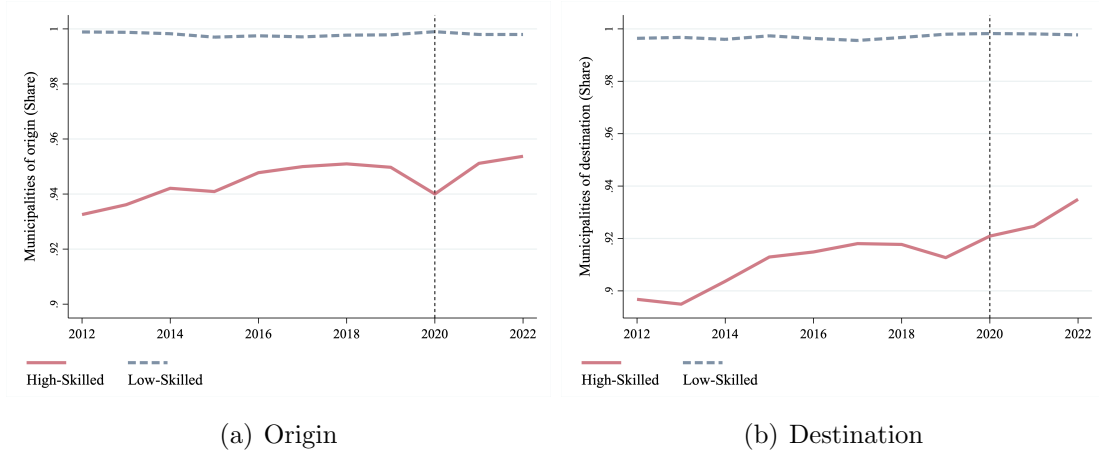 Municipalities of origin (Share)
1
.98
.96
.94
.92
.9
2012 2014 2016 2018 2020 2022
High-Skilled Low-Skilled
(a) Origin
Municipalities of destination (Share)
1
.98
.96
.94
.92
.9
2012 2014 2016 2018 2020 2022
High-Skilled Low-Skilled
(b) Destination